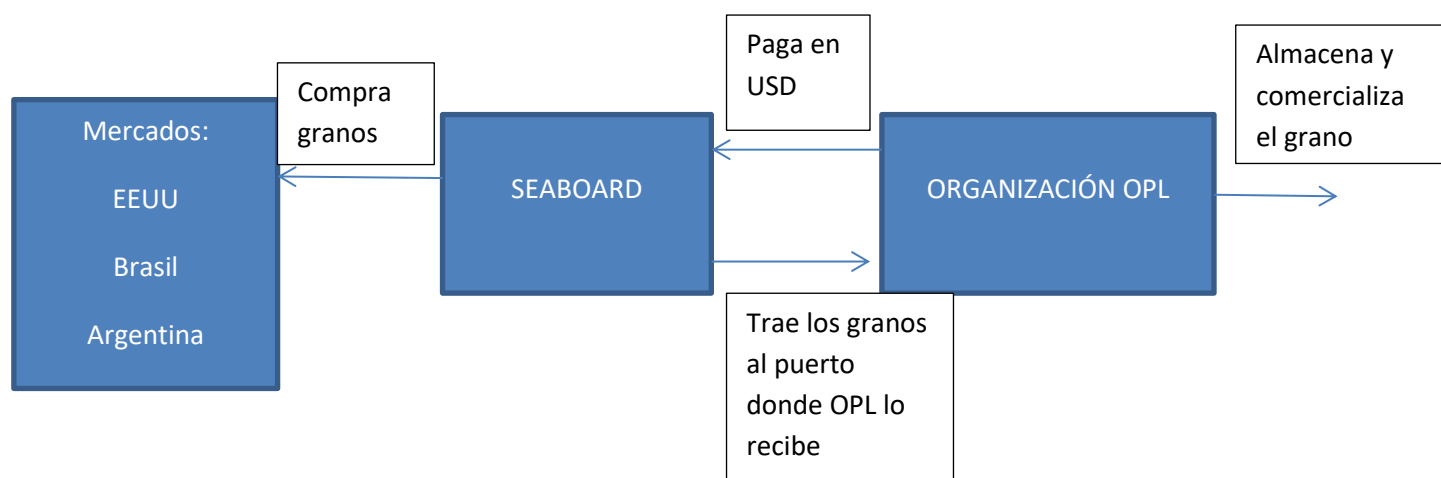 Mercados:
EEUU
Brasil
Argentina
Compra
granos
SEABOARD
Paga en
USD
Trae los granos
al puerto
donde OPL lo
recibe
ORGANIZACIÓN OPL
Almacena y
comercializa
el grano